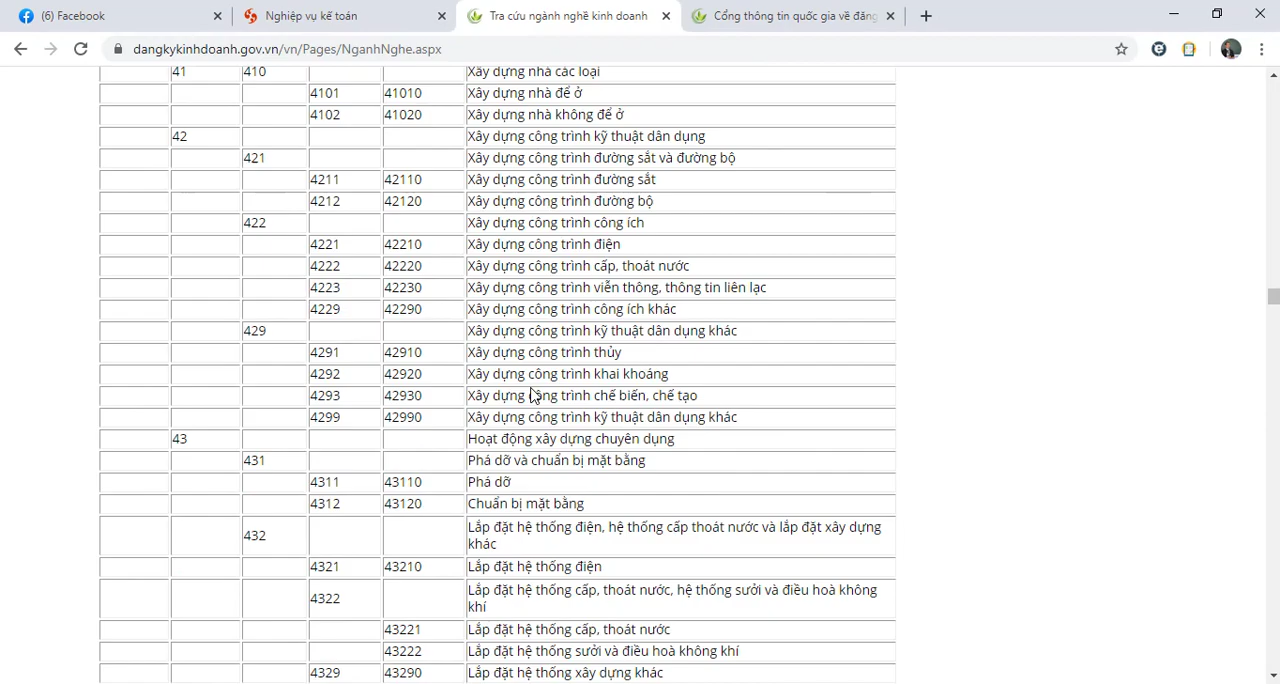 (6) Facebook
Nghiệp vụ kế toán
Tra cứu ngành nghề kinh doanh
Cổng thông tin quốc gia về đăng
dangkykinhdoanh.gov.vn/vn/Pages/NganhNghe.aspx
41 410 Xây dựng nhà các loại
4101 41010 Xây dựng nhà để ở
4102 41020 Xây dựng nhà không để ở
42 Xây dựng công trình kỹ thuật dân dụng
421 Xây dựng công trình đường sắt và đường bộ
4211 42110 Xây dựng công trình đường sắt
4212 42120 Xây dựng công trình đường bộ
422 Xây dựng công trình công ích
4221 42210 Xây dựng công trình điện
4222 42220 Xây dựng công trình cấp, thoát nước
4223 42230 Xây dựng công trình viễn thông, thông tin liên lạc
4229 42290 Xây dựng công trình công ích khác
429 Xây dựng công trình kỹ thuật dân dụng khác
4291 42910 Xây dựng công trình thủy
4292 42920 Xây dựng công trình khai khoáng
4293 42930 Xây dựng công trình chế biến, chế tạo
4299 42990 Xây dựng công trình kỹ thuật dân dụng khác
43 Hoạt động xây dựng chuyên dụng
431 Phá dỡ và chuẩn bị mặt bằng
4311 43110 Phá dỡ
4312 43120 Chuẩn bị mặt bằng
432 Lắp đặt hệ thống điện, hệ thống cấp thoát nước và lắp đặt xây dựng
khác
4321 43210 Lắp đặt hệ thống điện
4322 Lắp đặt hệ thống cấp, thoát nước, hệ thống sưởi và điều hoà không
khí
43221 Lắp đặt hệ thống cấp, thoát nước
43222 Lắp đặt hệ thống sưởi và điều hoà không khí
4329 43290 Lắp đặt hệ thống xây dựng khác